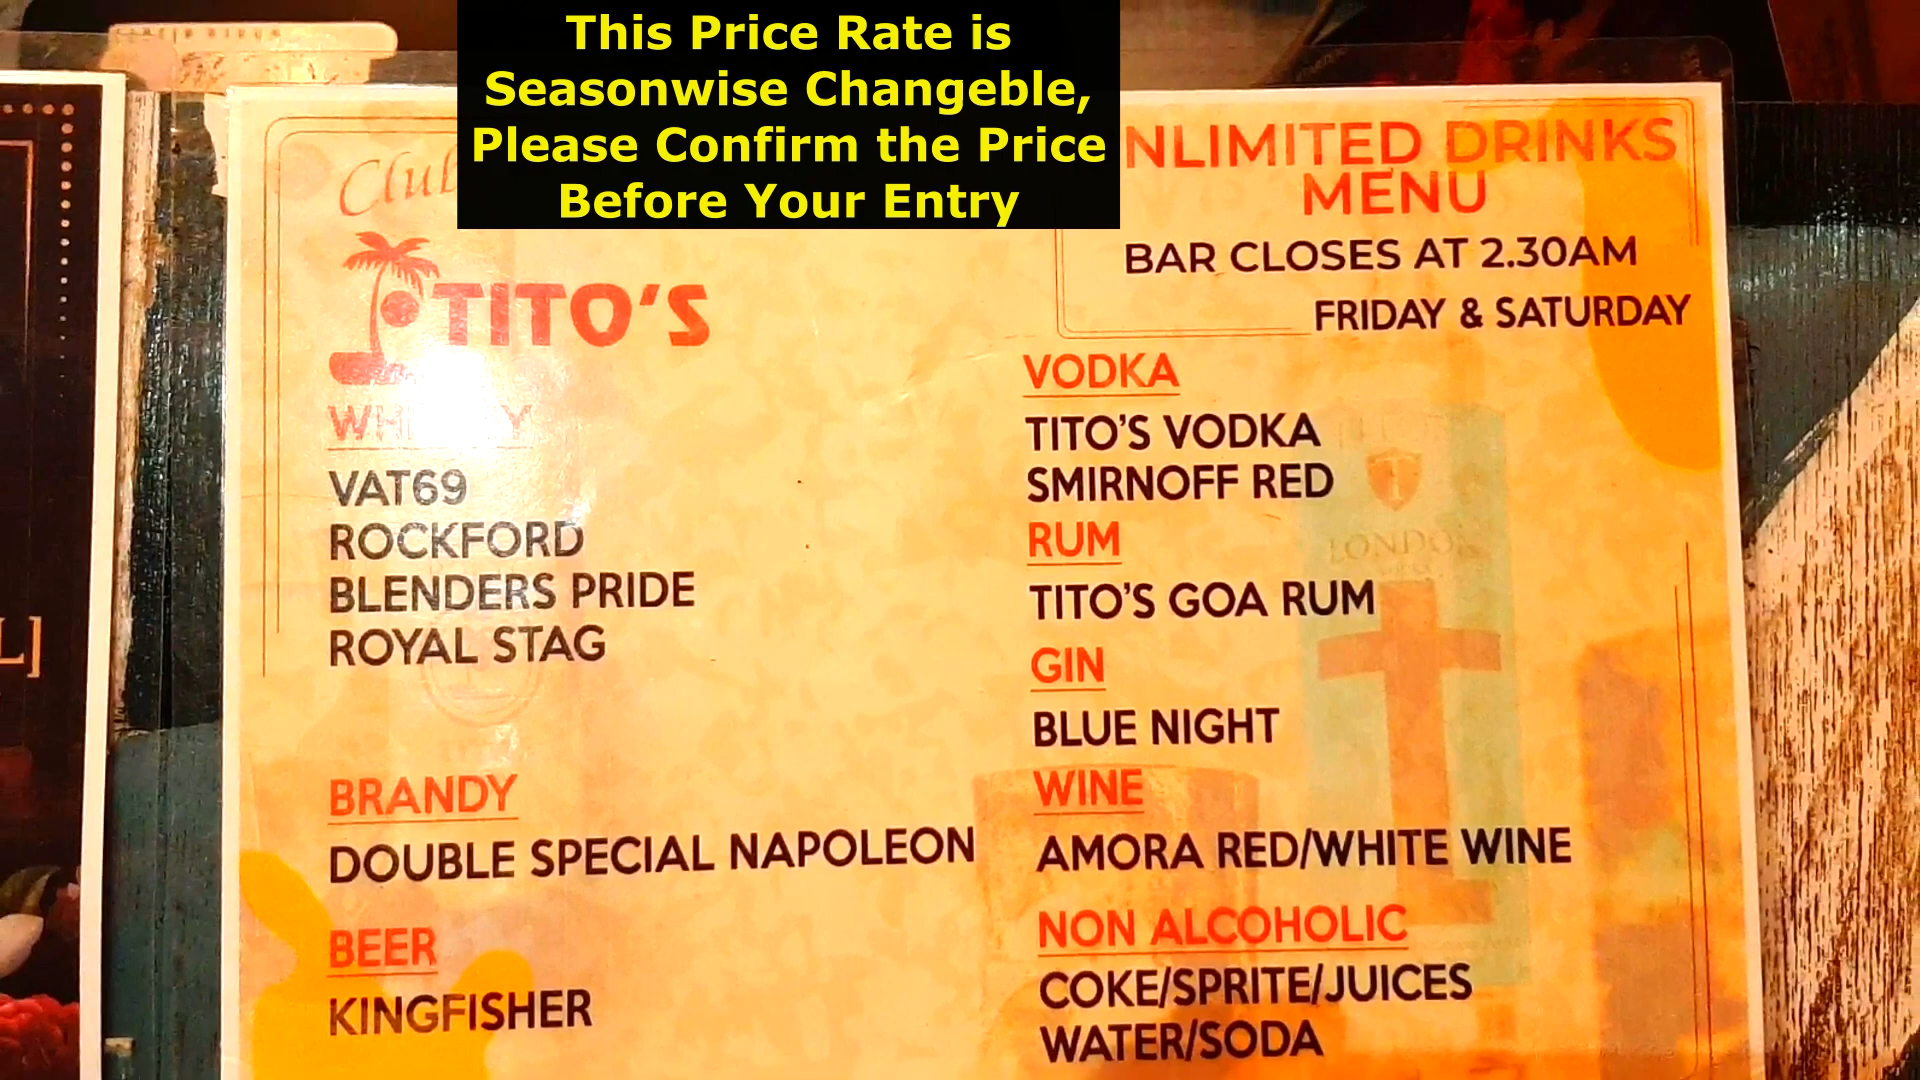 This Price Rate is
Seasonwise Changeble,
Please Confirm the Price
Before Your Entry
Club
TITO'S
WHISKY
VAT69
ROCKFORD
BLENDERS PRIDE
ROYAL STAG
BRANDY
DOUBLE SPECIAL NAPOLEON
BEER
KINGFISHER
NLIMITED DRINKS
MENU
BAR CLOSES AT 2.30AM
FRIDAY & SATURDAY
VODKA
TITO'S VODKA
SMIRNOFF RED
RUM
TITO'S GOA RUM
GIN
BLUE NIGHT
WINE
AMORA RED/WHITE WINE
NON ALCOHOLIC
COKE/SPRITE/JUICES
WATER/SODA
LONDON
L]